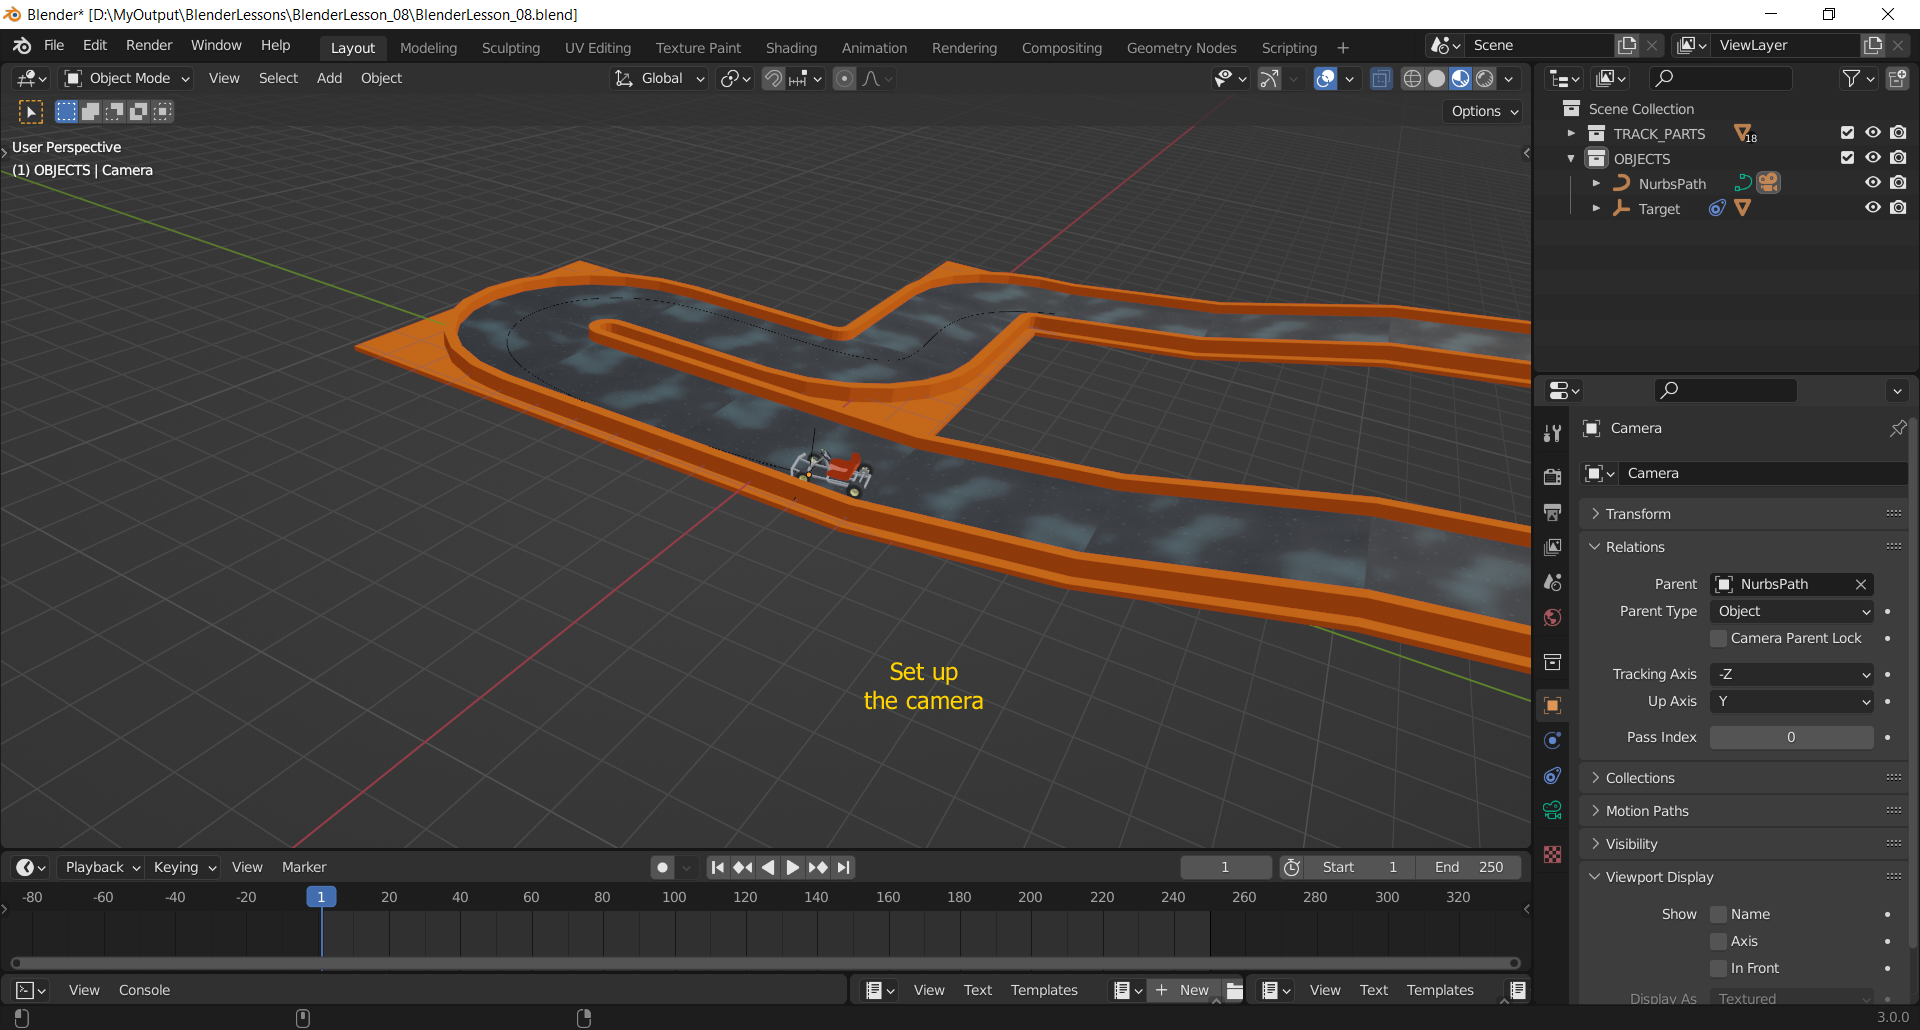 Blender* [D:\MyOutput\BlenderLessons\BlenderLesson_08\BlenderLesson_08.blend]
File Edit Render Window Help
Layout Modeling Sculpting UV Editing Texture Paint Shading Animation Rendering Compositing Geometry Nodes Scripting +
Scene
ViewLayer
Object Mode View Select Add Object
Global
Options
User Perspective
(1) OBJECTS | Camera
Scene Collection
TRACK_PARTS 18
OBJECTS
NurbsPath
Target
Set up
the camera
Camera
Camera
Transform
Relations
Parent NurbsPath
Parent Type Object
Camera Parent Lock
Tracking Axis -Z
Up Axis Y
Pass Index 0
Collections
Motion Paths
Visibility
Viewport Display
Show Name
Axis
In Front
Display As Textured
Playback Keying View Marker
1 Start 1 End 250
-80 -60 -40 -20 1 20 40 60 80 100 120 140 160 180 200 220 240 260 280 300 320
View Console
View Text Templates + New
View Text Templates
3.0.0